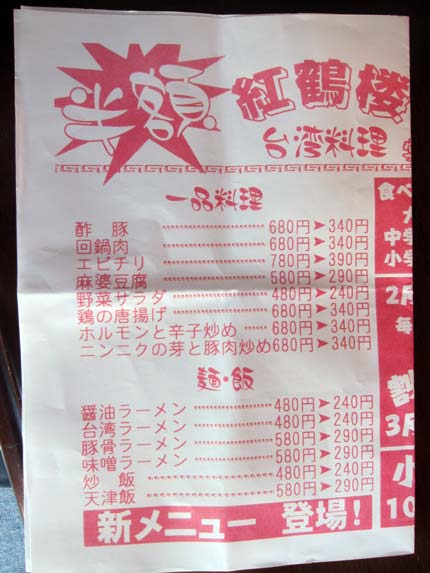 半額
紅鶴楼
台湾料理
一品料理
酢豚 680円➤340円
回鍋肉 680円➤340円
エビチリ 780円➤390円
麻婆豆腐 580円➤290円
野菜サラダ 480円➤240円
鶏の唐揚げ 680円➤340円
ホルモンと辛子炒め 680円➤340円
ニンニクの芽と豚肉炒め 680円➤340円
麺・飯
醤油ラーメン 480円➤240円
台湾ラーメン 480円➤240円
豚骨ラーメン 580円➤290円
味噌ラーメン 580円➤290円
炒飯 480円➤240円
天津飯 580円➤290円
新メニュー 登場!
食べ
中学
小学
2月
毎
割
3月
小
10